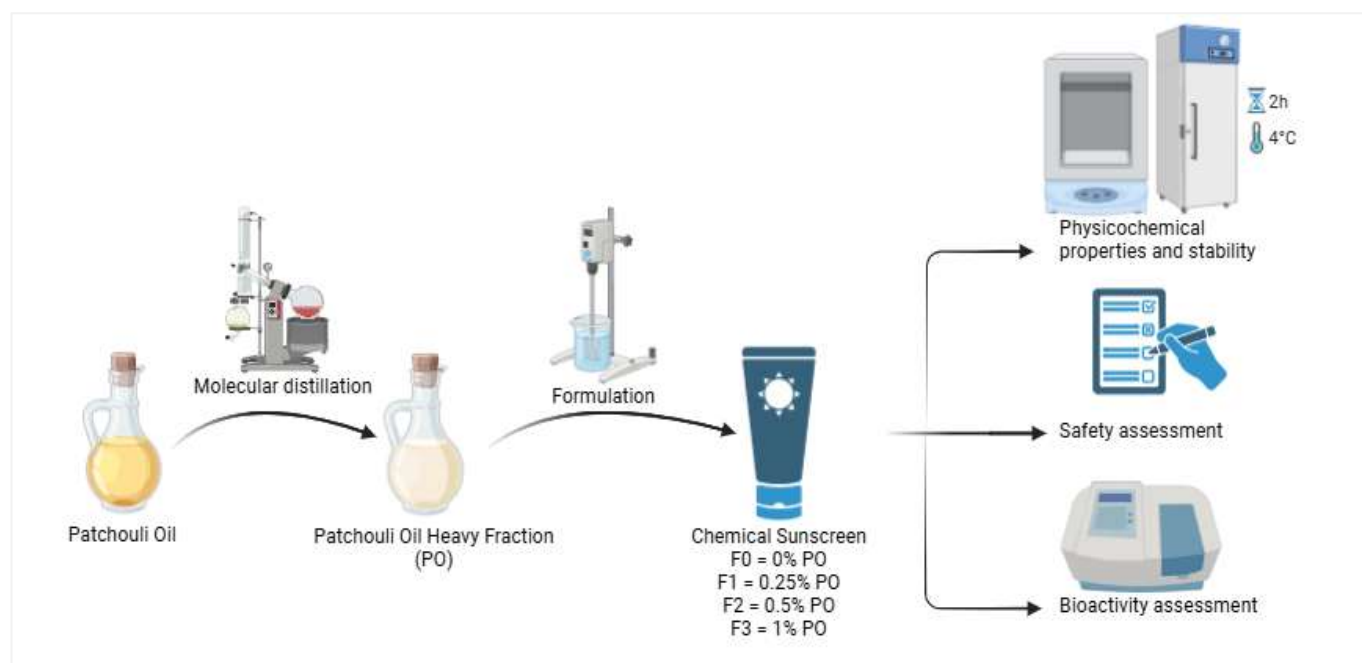 2h
4°C
Physicochemical
properties and stability
Molecular distillation
Formulation
Safety assessment
Patchouli Oil
Patchouli Oil Heavy Fraction
(PO)
Chemical Sunscreen
F0 = 0% PO
F1 = 0.25% PO
F2 = 0.5% PO
F3 = 1% PO
Bioactivity assessment